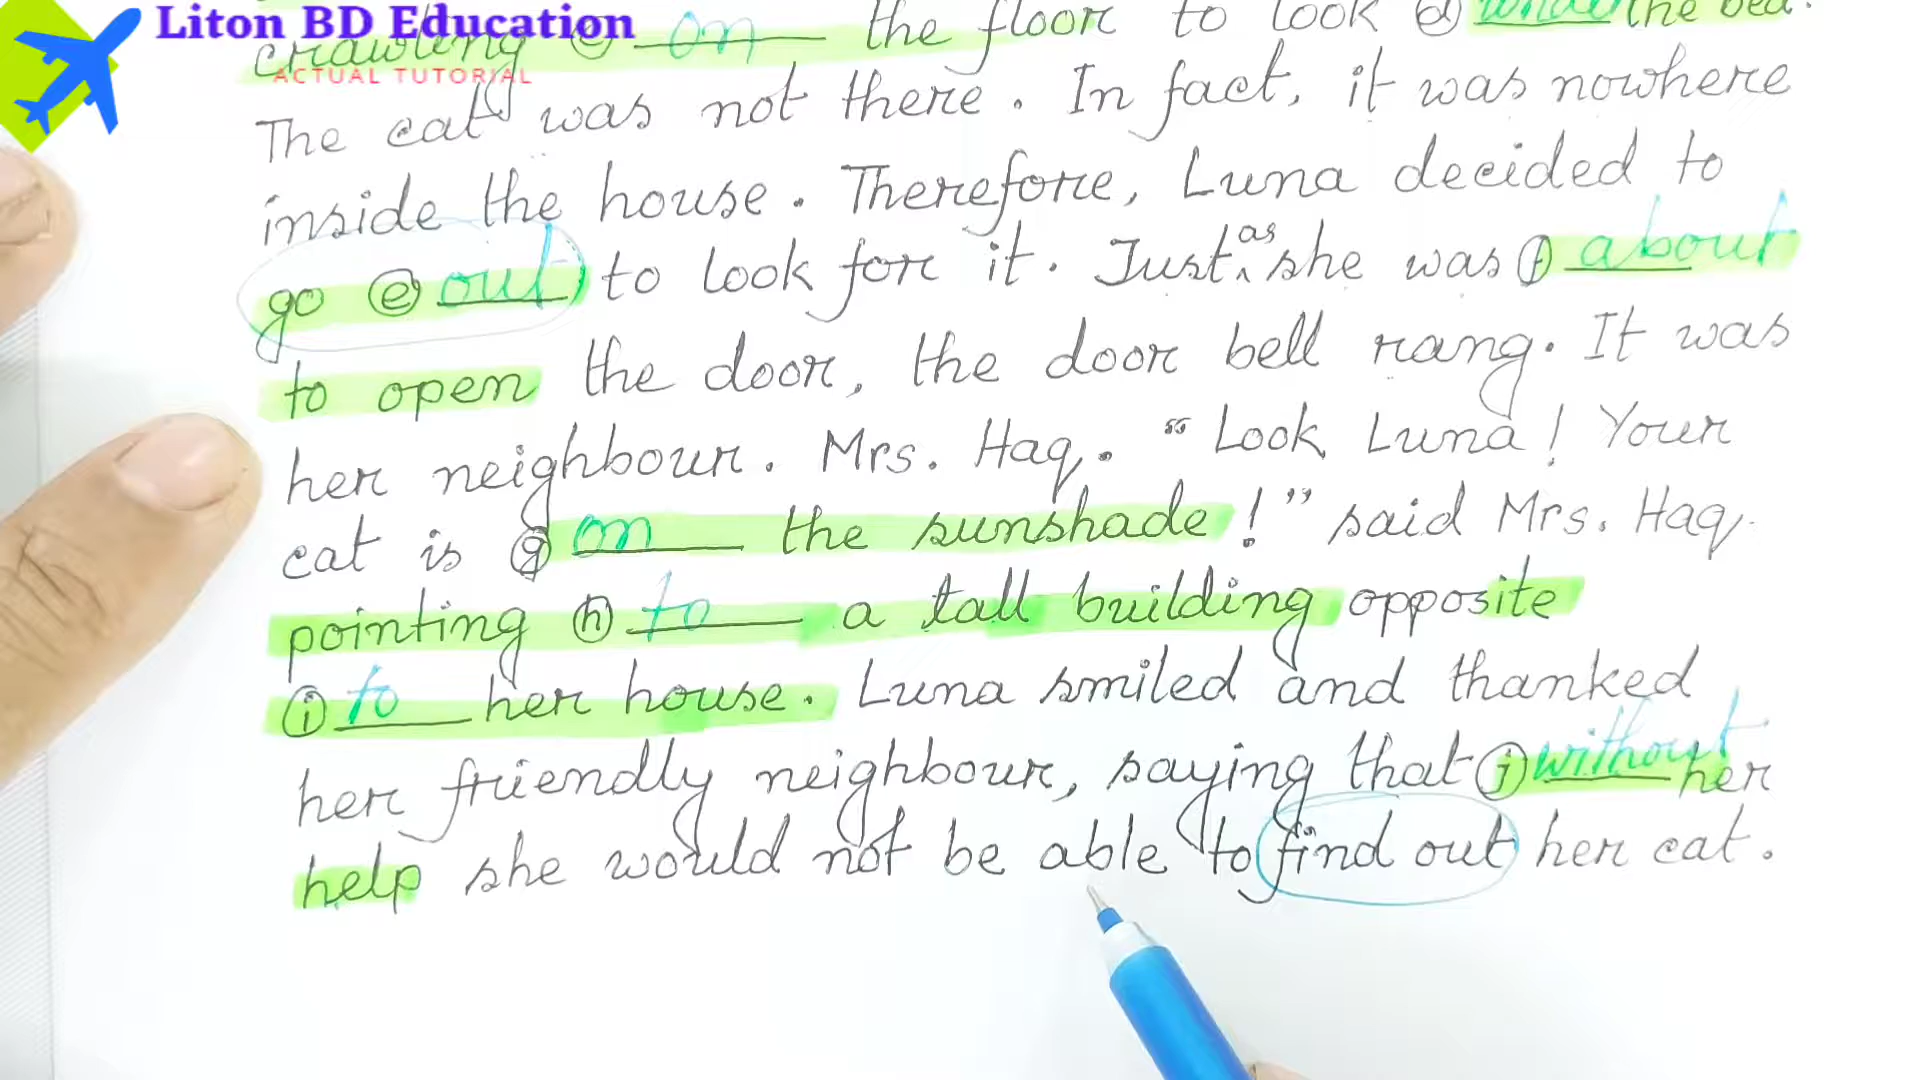 Liton BD Education
ACTUAL TUTORIAL
crawling ⓒ on the floor to look ⓓ under the bed.
The cat was not there. In fact, it was nowhere
inside the house. Therefore, Luna decided to
go ⓔ out to look for it. Just as she was ⓕ about
to open the door, the door bell rang. It was
her neighbour. Mrs. Haq. "Look Luna! Your
cat is ⓖ on the sunshade!" said Mrs. Haq.
pointing ⓗ to a tall building opposite
ⓘ to her house. Luna smiled and thanked
her friendly neighbour, saying that ⓙ without her
help she would not be able to find out her cat.